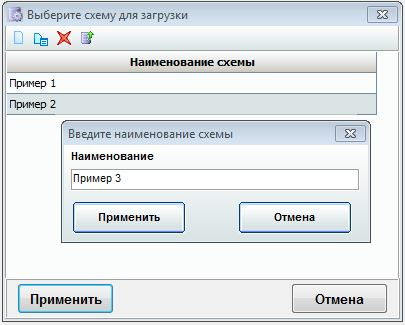 Выберите схему для загрузки
Наименование схемы
Пример 1
Пример 2
Введите наименование схемы
Наименование
Пример 3
Применить Отмена
Применить Отмена